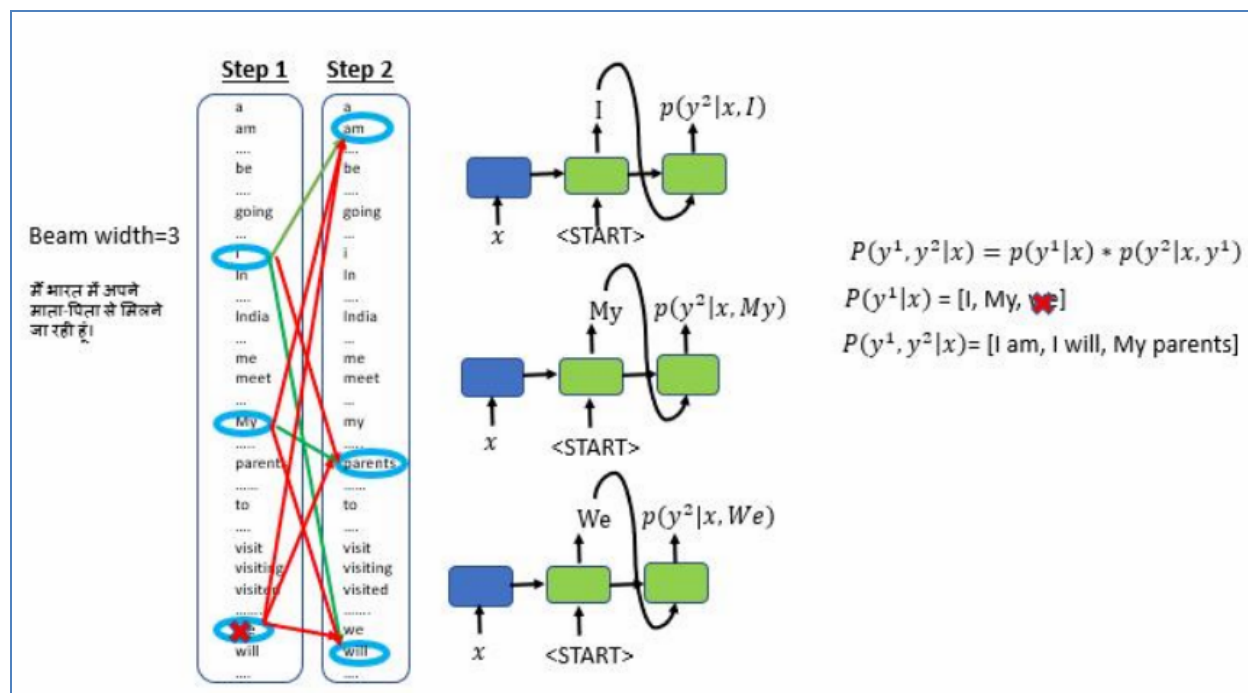 Step 1
a
am
....
be
....
going
...
I
In
....
India
...
me
meet
...
My
.....
parents
......
to
....
visit
visiting
visited
.......
will
....
Step 2
a
am
....
be
....
going
...
i
In
....
India
...
me
meet
...
my
.....
parents
......
to
....
visit
visiting
visited
.......
we
will
....
Beam width=3
मैं भारत में अपने
माता-पिता से मिलने
जा रही हूं।
I
p(y²|x, I)
x
<START>
My
p(y²|x, My)
x
<START>
We
p(y²|x, We)
x
<START>
P(y¹, y²|x) = p(y¹|x) * p(y²|x, y¹)
P(y¹|x) = [I, My, we]
P(y¹, y²|x)= [I am, I will, My parents]